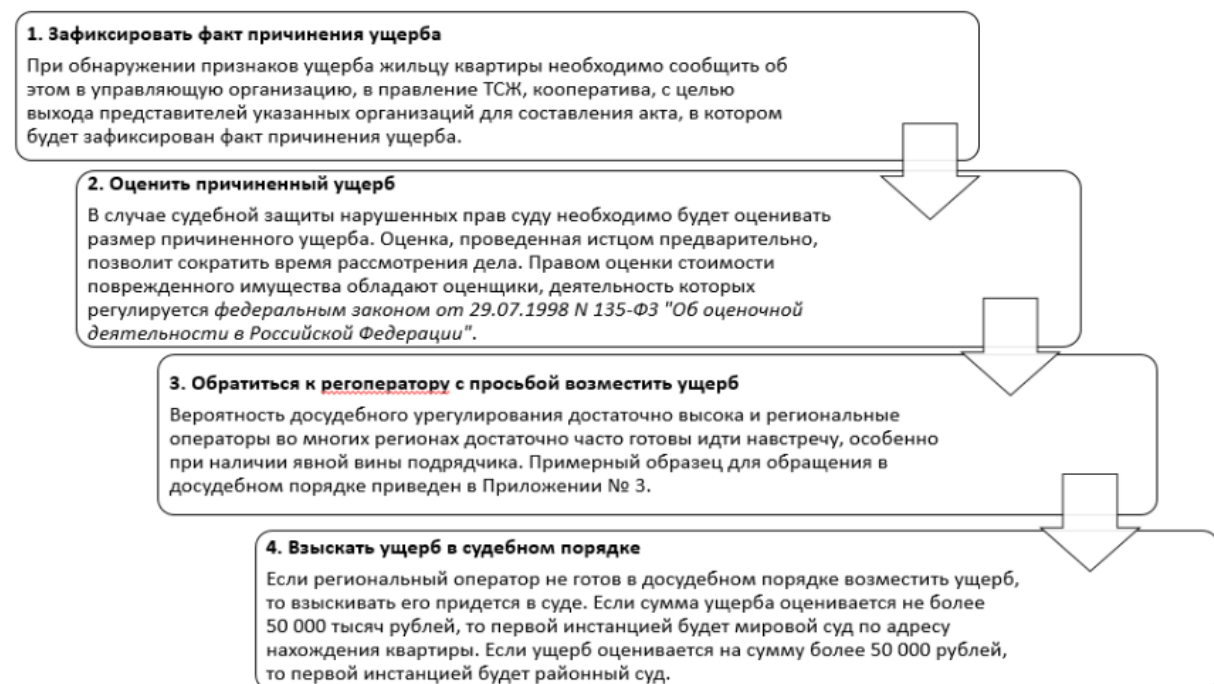 1. Зафиксировать факт причинения ущерба
При обнаружении признаков ущерба жильцу квартиры необходимо сообщить об
этом в управляющую организацию, в правление ТСЖ, кооператива, с целью
выхода представителей указанных организаций для составления акта, в котором
будет зафиксирован факт причинения ущерба.
2. Оценить причиненный ущерб
В случае судебной защиты нарушенных прав суду необходимо будет оценивать
размер причиненного ущерба. Оценка, проведенная истцом предварительно,
позволит сократить время рассмотрения дела. Правом оценки стоимости
поврежденного имущества обладают оценщики, деятельность которых
регулируется федеральным законом от 29.07.1998 N 135-ФЗ "Об оценочной
деятельности в Российской Федерации".
3. Обратиться к регоператору с просьбой возместить ущерб
Вероятность досудебного урегулирования достаточно высока и региональные
операторы во многих регионах достаточно часто готовы идти навстречу, особенно
при наличии явной вины подрядчика. Примерный образец для обращения в
досудебном порядке приведен в Приложении № 3.
4. Взыскать ущерб в судебном порядке
Если региональный оператор не готов в досудебном порядке возместить ущерб,
то взыскивать его придется в суде. Если сумма ущерба оценивается не более
50 000 тысяч рублей, то первой инстанцией будет мировой суд по адресу
нахождения квартиры. Если ущерб оценивается на сумму более 50 000 рублей,
то первой инстанцией будет районный суд.